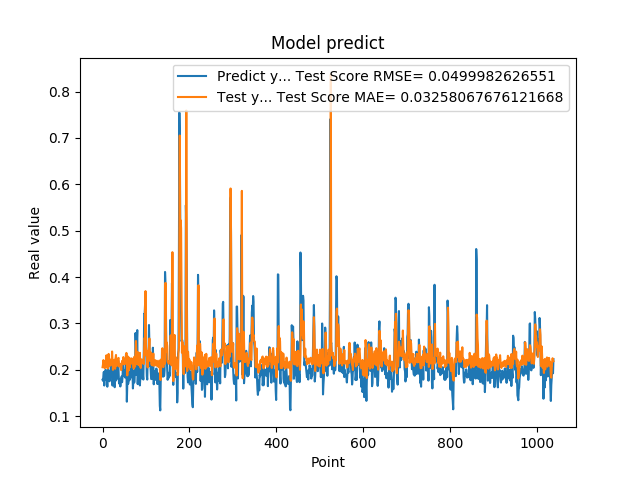 Model predict
Predict y... Test Score RMSE= 0.0499982626551
Test y... Test Score MAE= 0.03258067676121668
Real value
0.8
0.7
0.6
0.5
0.4
0.3
0.2
0.1
0 200 400 600 800 1000
Point